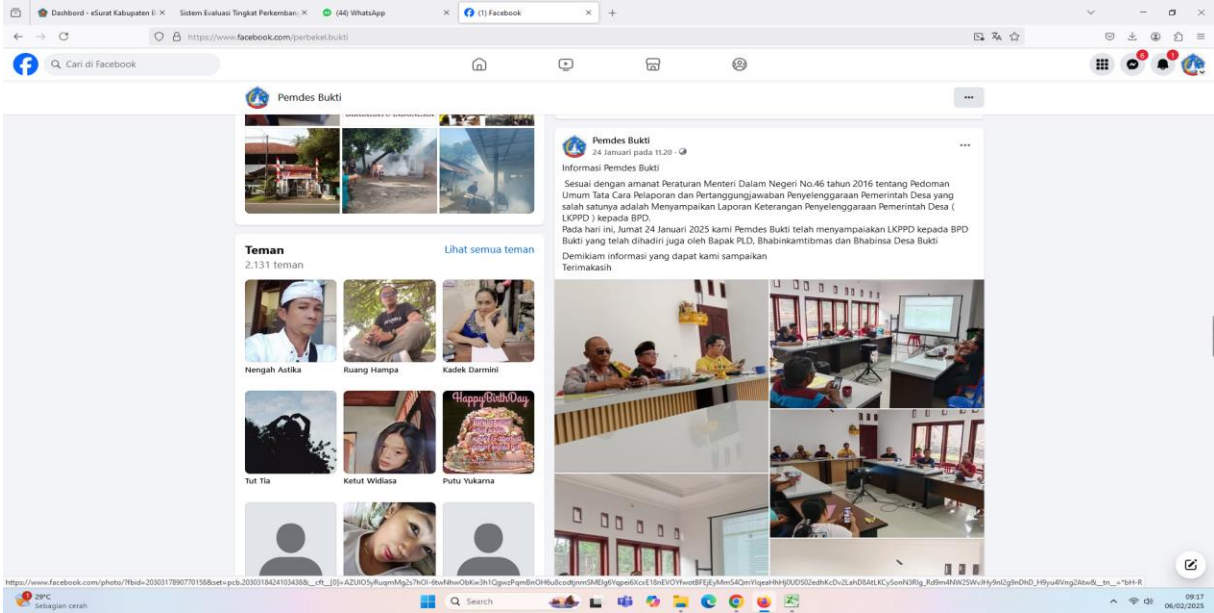 Dashbord - eSurat Kabupaten B
Sistem Evaluasi Tingkat Perkemban
(44) WhatsApp
(1) Facebook
https://www.facebook.com/perbekel.bukti
Cari di Facebook
6
1
Pemdes Bukti
Teman
Lihat semua teman
2.131 teman
Nengah Astika
Ruang Hampa
Kadek Darmini
HappyBirthDay
Tut Tia
Ketut Widiasa
Putu Yukarna
Pemdes Bukti
24 Januari pada 11.20
Informasi Pemdes Bukti
Sesuai dengan amanat Peraturan Menteri Dalam Negeri No.46 tahun 2016 tentang Pedoman
Umum Tata Cara Pelaporan dan Pertanggungjawaban Penyelenggaraan Pemerintah Desa yang
salah satunya adalah Menyampaikan Laporan Keterangan Penyelenggaraan Pemerintah Desa (
LKPPD ) kepada BPD.
Pada hari ini, Jumat 24 Januari 2025 kami Pemdes Bukti telah menyampaiakan LKPPD kepada BPD
Bukti yang telah dihadiri juga oleh Bapak PLD, Bhabinkamtibmas dan Bhabinsa Desa Bukti
Demikiam informasi yang dapat kami sampaikan
Terimakasih
29°C
Sebagian cerah
Search
09.17
06/02/2025